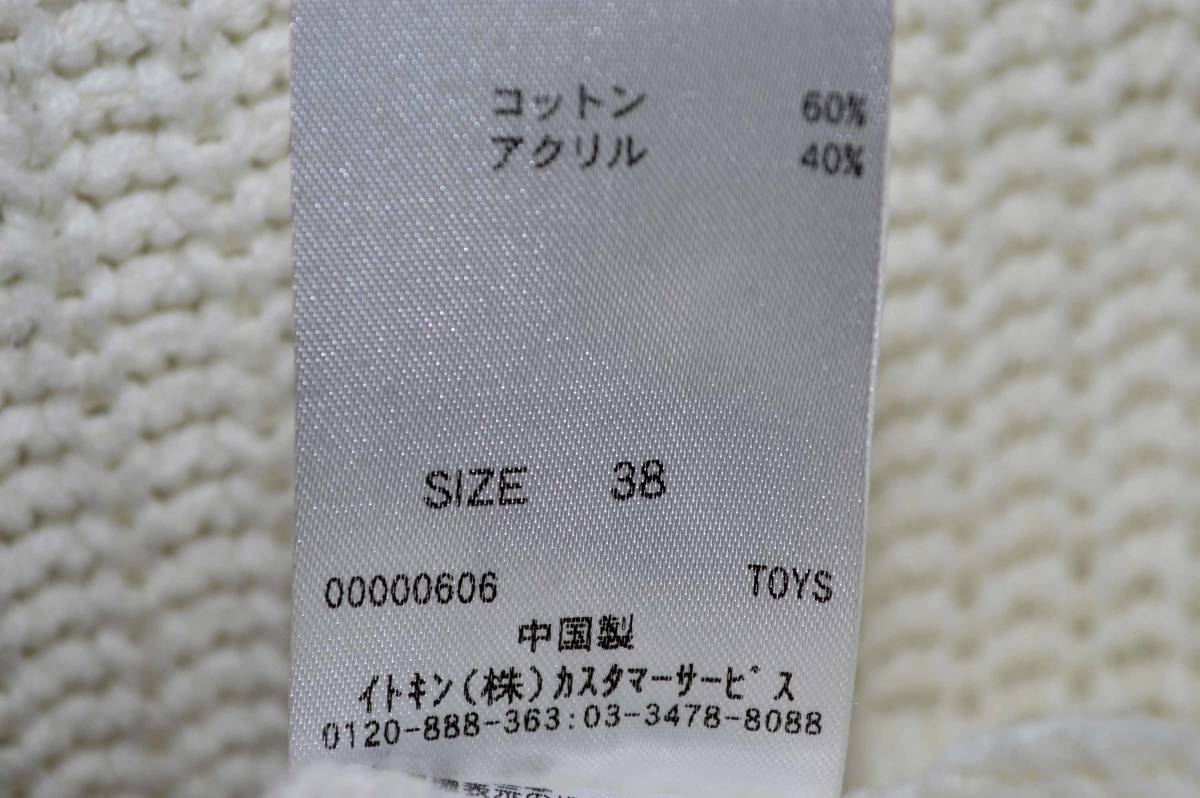 コットン 60%
アクリル 40%
SIZE 38
00000606 TOYS
中国製
イトキン(株)カスタマーサービス
0120-888-363:03-3478-8088